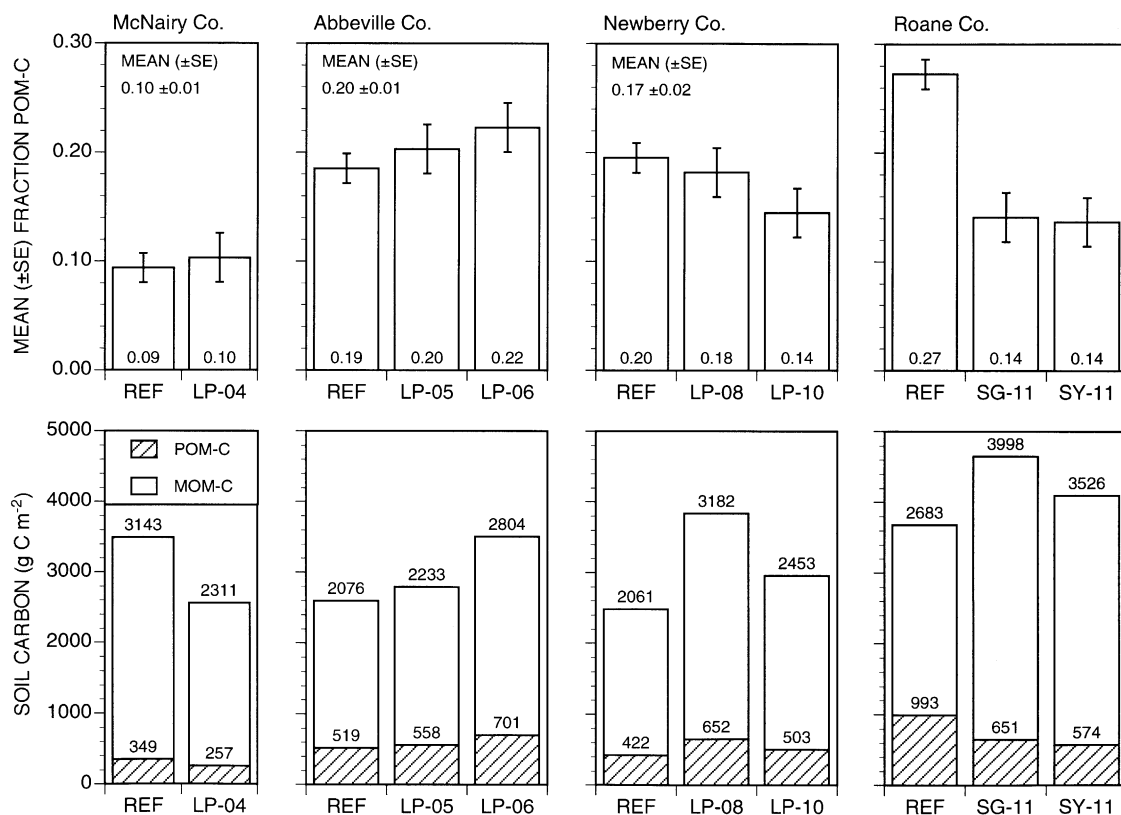 McNairy Co. Abbeville Co. Newberry Co. Roane Co.
MEAN (±SE) FRACTION POM-C
0.30
0.20
0.10
0.00
MEAN (±SE)
0.10 ±0.01
MEAN (±SE)
0.20 ±0.01
MEAN (±SE)
0.17 ±0.02
0.09 0.10 0.19 0.20 0.22 0.20 0.18 0.14 0.27 0.14 0.14
REF LP-04 REF LP-05 LP-06 REF LP-08 LP-10 REF SG-11 SY-11
SOIL CARBON (g C m⁻²)
5000
4000
3000
2000
1000
0
POM-C
MOM-C
3143 2311 2076 2233 2804 2061 3182 2453 2683 3998 3526
349 257 519 558 701 422 652 503 993 651 574
REF LP-04 REF LP-05 LP-06 REF LP-08 LP-10 REF SG-11 SY-11